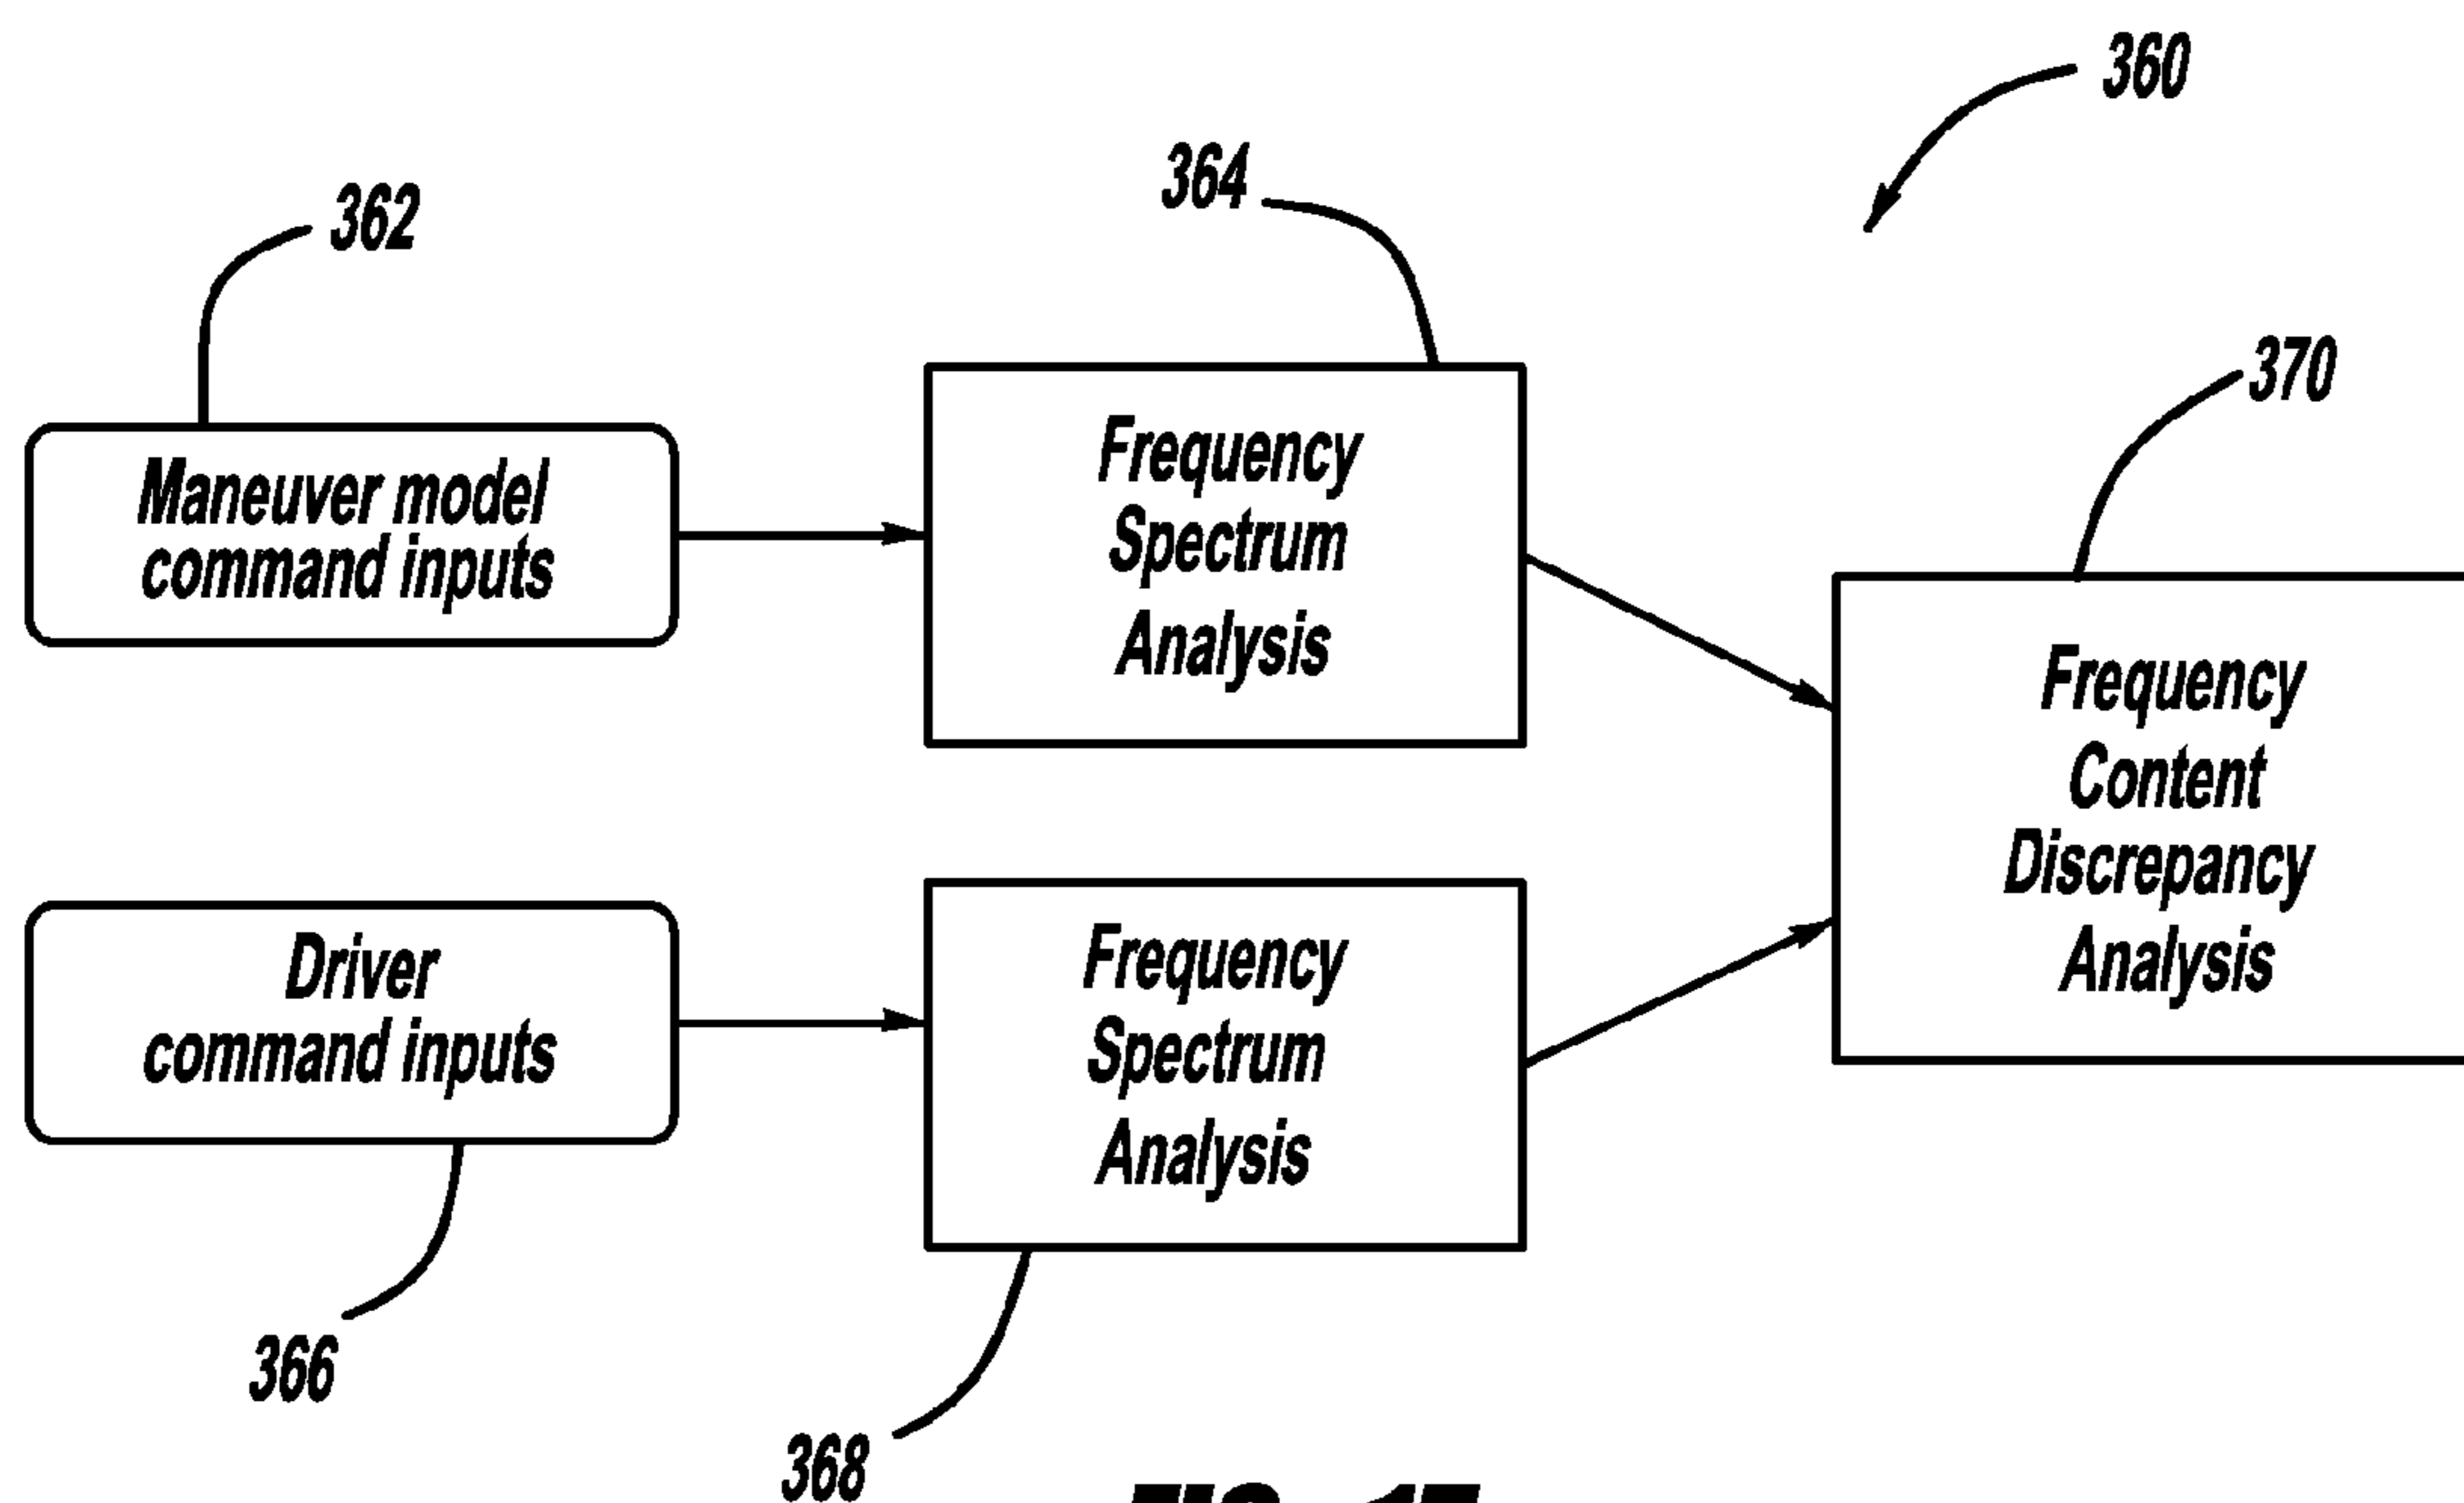 360
364
362
370
Maneuver model
command inputs
Frequency
Spectrum
Analysis
Frequency
Content
Discrepancy
Analysis
Driver
command inputs
Frequency
Spectrum
Analysis
366
368